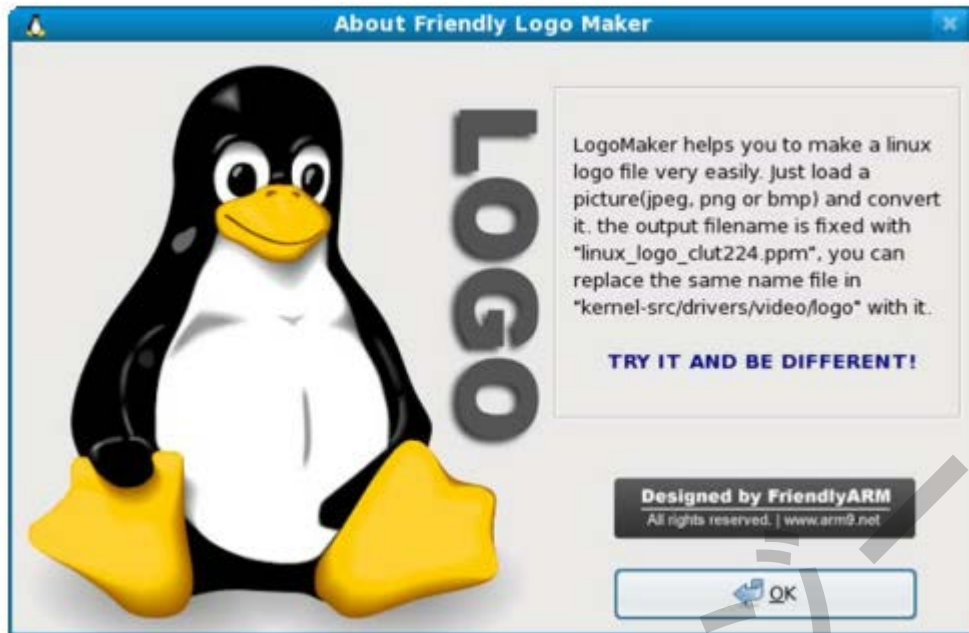 About Friendly Logo Maker
LOGO
LogoMaker helps you to make a linux
logo file very easily. Just load a
picture(jpeg, png or bmp) and convert
it. the output filename is fixed with
"linux_logo_clut224.ppm", you can
replace the same name file in
"kernel-src/drivers/video/logo" with it.
TRY IT AND BE DIFFERENT!
Designed by FriendlyARM
All rights reserved. | www.arm9.net
OK